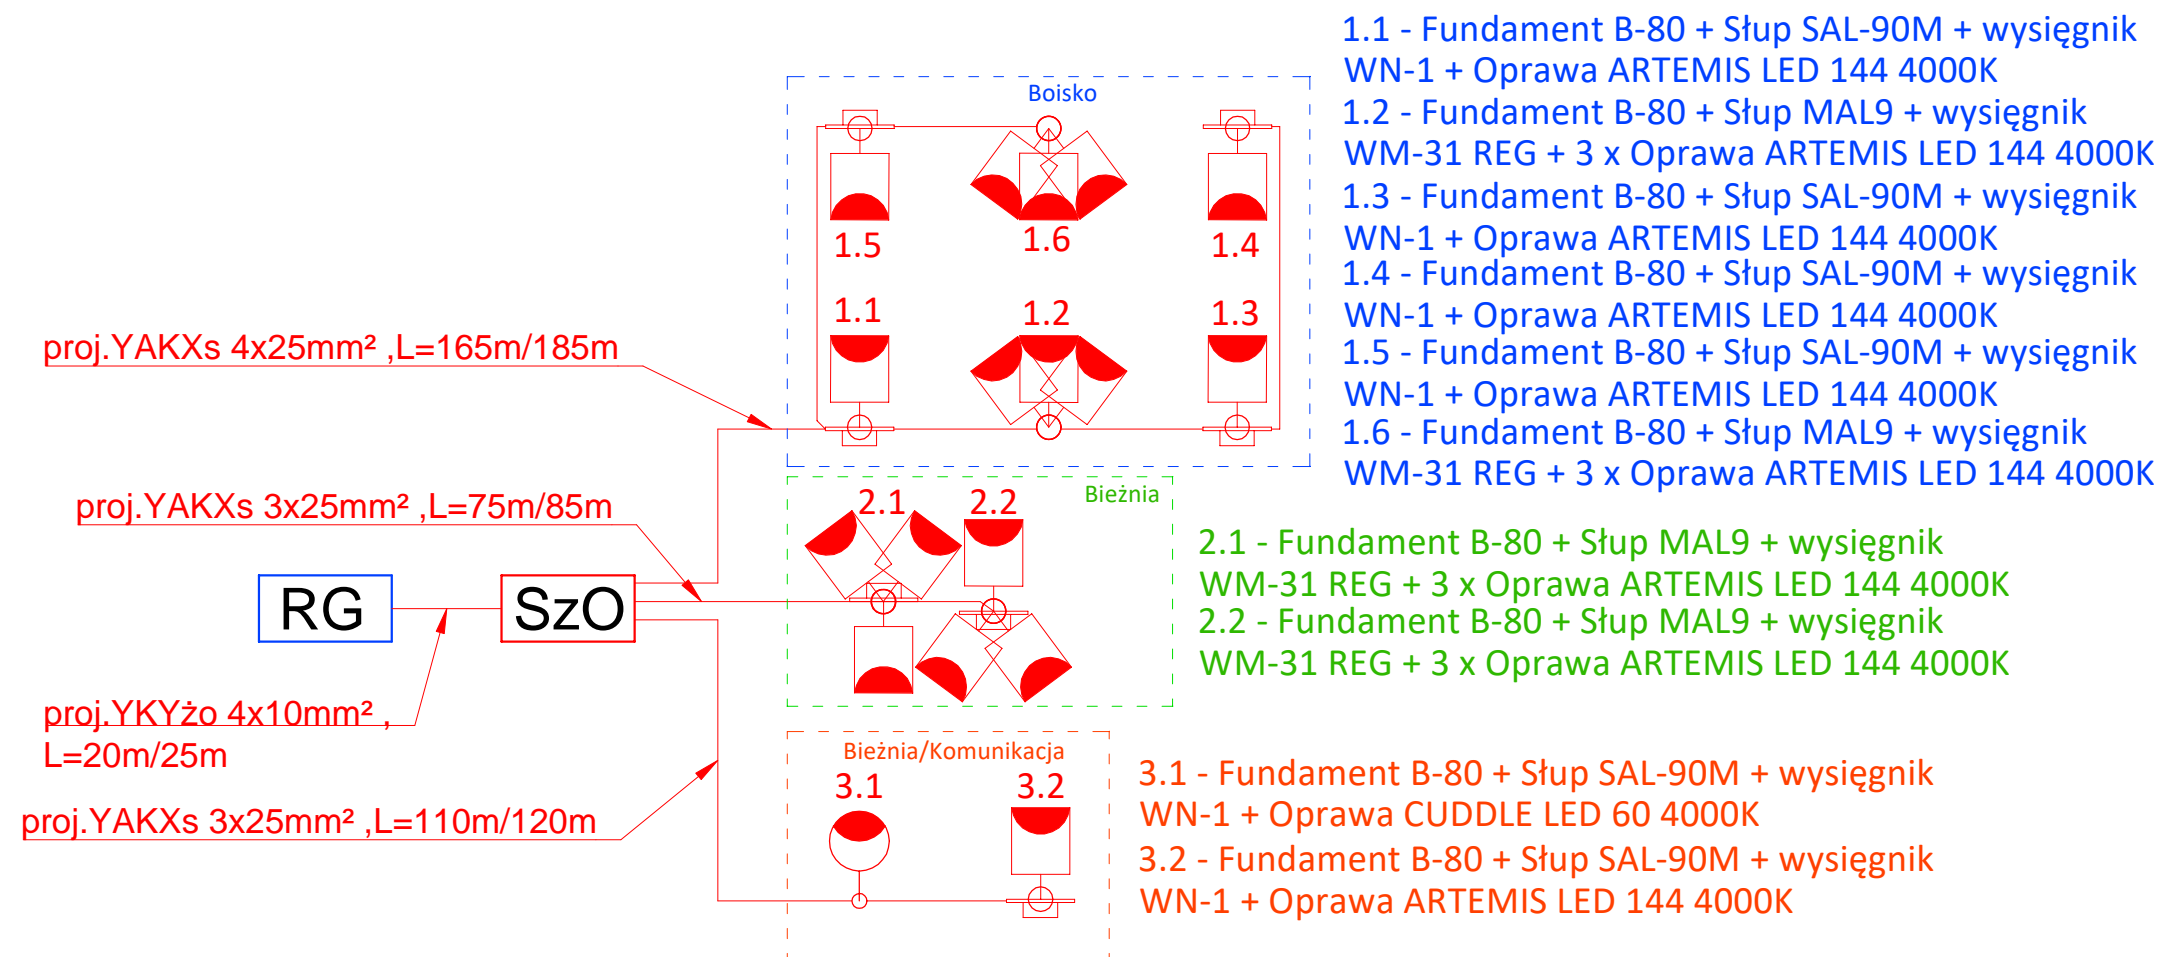 1.1 - Fundament B-80 + Słup SAL-90M + wysięgnik
WN-1 + Oprawa ARTEMIS LED 144 4000K
1.2 - Fundament B-80 + Słup MAL9 + wysięgnik
WM-31 REG + 3 x Oprawa ARTEMIS LED 144 4000K
1.3 - Fundament B-80 + Słup SAL-90M + wysięgnik
WN-1 + Oprawa ARTEMIS LED 144 4000K
1.4 - Fundament B-80 + Słup SAL-90M + wysięgnik
WN-1 + Oprawa ARTEMIS LED 144 4000K
1.5 - Fundament B-80 + Słup SAL-90M + wysięgnik
WN-1 + Oprawa ARTEMIS LED 144 4000K
1.6 - Fundament B-80 + Słup MAL9 + wysięgnik
WM-31 REG + 3 x Oprawa ARTEMIS LED 144 4000K
Boisko
1.5
1.6
1.4
1.1
1.2
1.3
proj.YAKXs 4x25mm² ,L=165m/185m
proj.YAKXs 3x25mm² ,L=75m/85m
Bieżnia
2.1
2.2
2.1 - Fundament B-80 + Słup MAL9 + wysięgnik
WM-31 REG + 3 x Oprawa ARTEMIS LED 144 4000K
2.2 - Fundament B-80 + Słup MAL9 + wysięgnik
WM-31 REG + 3 x Oprawa ARTEMIS LED 144 4000K
RG
SzO
proj.YKYżo 4x10mm² ,
L=20m/25m
proj.YAKXs 3x25mm² ,L=110m/120m
Bieżnia/Komunikacja
3.1
3.2
3.1 - Fundament B-80 + Słup SAL-90M + wysięgnik
WN-1 + Oprawa CUDDLE LED 60 4000K
3.2 - Fundament B-80 + Słup SAL-90M + wysięgnik
WN-1 + Oprawa ARTEMIS LED 144 4000K